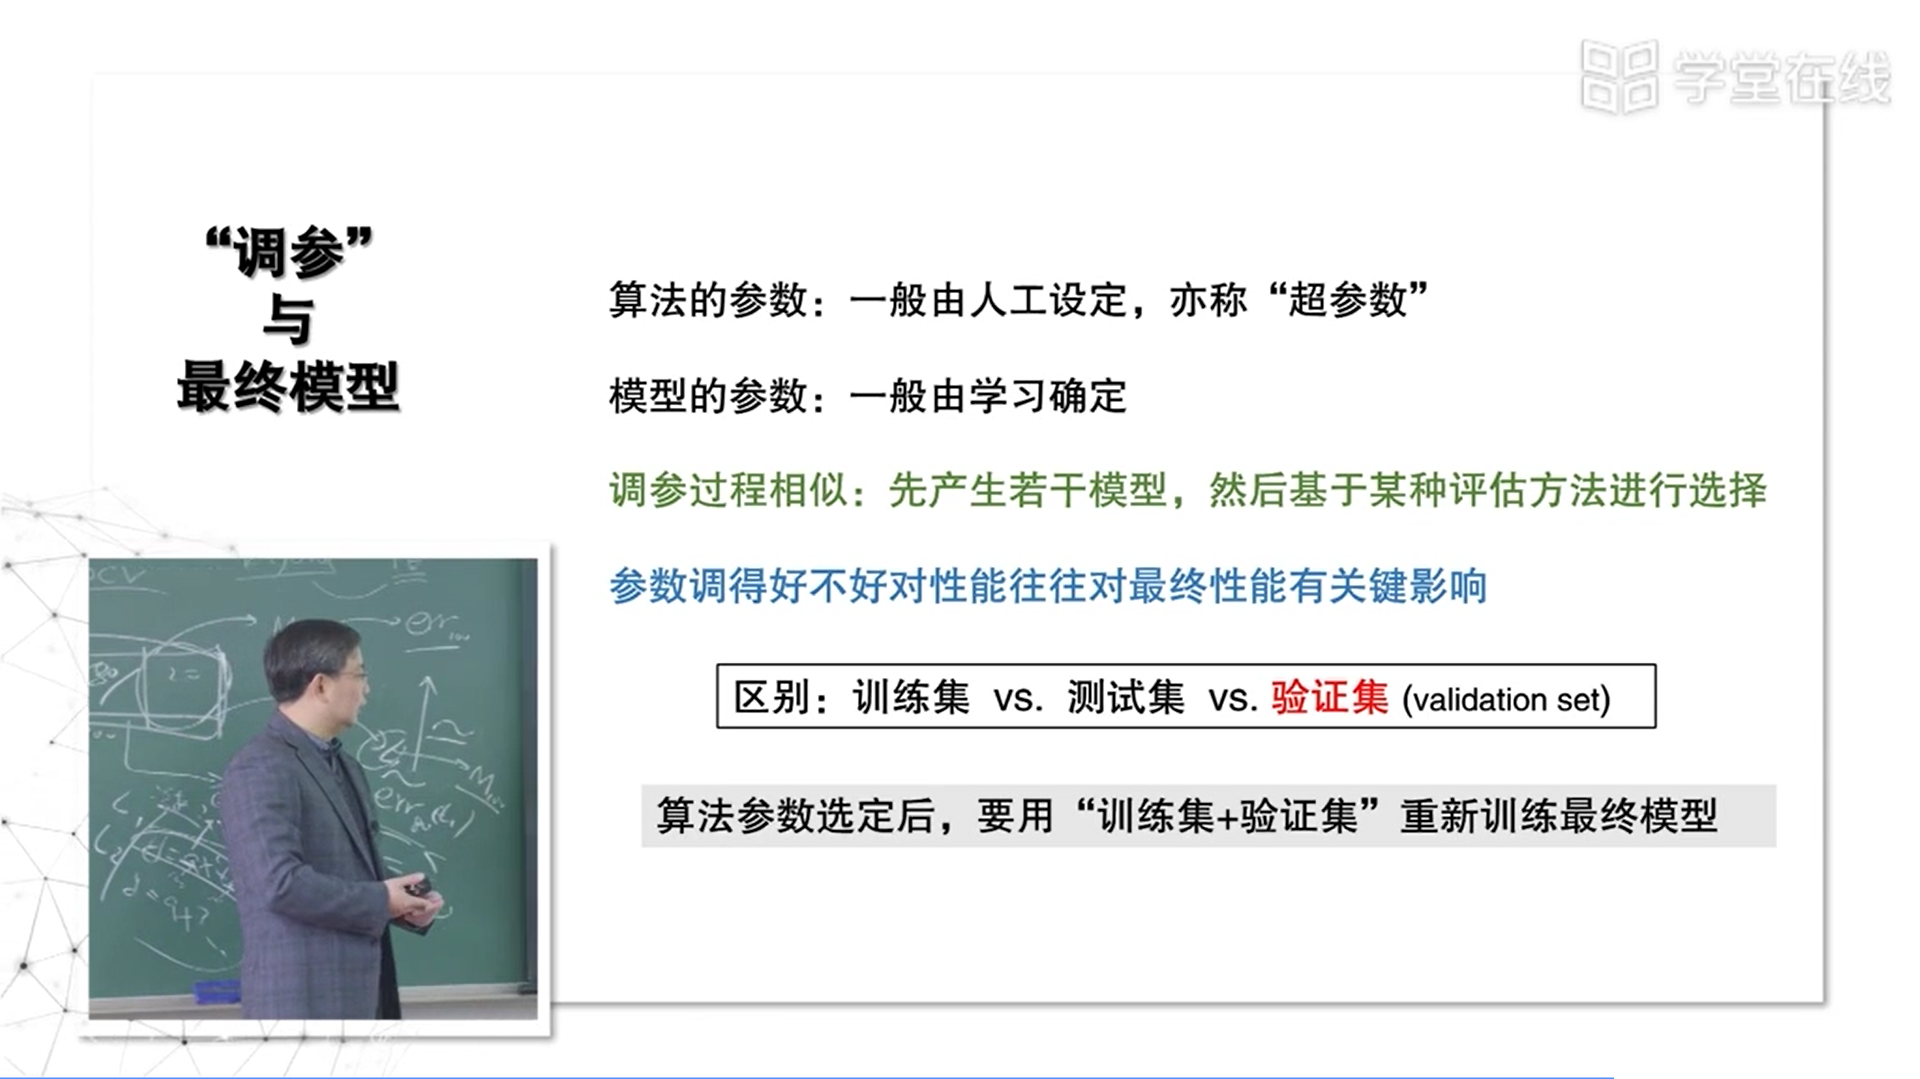 学堂在线
“调参”
与
最终模型
算法的参数：一般由人工设定，亦称“超参数”
模型的参数：一般由学习确定
调参过程相似：先产生若干模型，然后基于某种评估方法进行选择
参数调得好不好对性能往往对最终性能有关键影响
区别：训练集 vs. 测试集 vs. 验证集 (validation set)
算法参数选定后，要用“训练集+验证集”重新训练最终模型
err